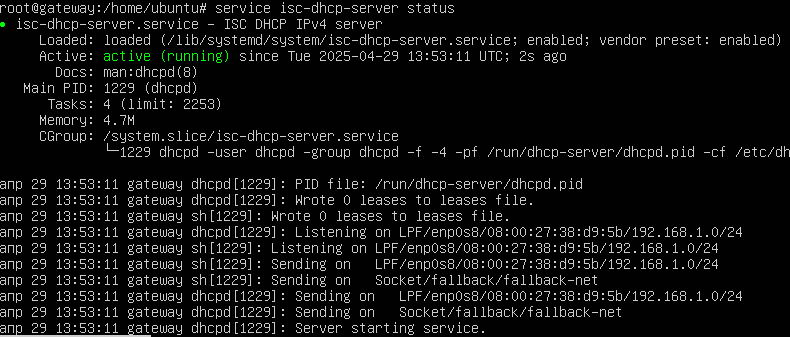 root@gateway:/home/ubuntu# service isc-dhcp-server status
● isc-dhcp-server.service - ISC DHCP IPv4 server
Loaded: loaded (/lib/systemd/system/isc-dhcp-server.service; enabled; vendor preset: enabled)
Active: active (running) since Tue 2025-04-29 13:53:11 UTC; 2s ago
Docs: man:dhcpd(8)
Main PID: 1229 (dhcpd)
Tasks: 4 (limit: 2253)
Memory: 4.7M
CGroup: /system.slice/isc-dhcp-server.service
└─1229 dhcpd -user dhcpd -group dhcpd -f -4 -pf /run/dhcp-server/dhcpd.pid -cf /etc/dh
апр 29 13:53:11 gateway dhcpd[1229]: PID file: /run/dhcp-server/dhcpd.pid
апр 29 13:53:11 gateway dhcpd[1229]: Wrote 0 leases to leases file.
апр 29 13:53:11 gateway sh[1229]: Wrote 0 leases to leases file.
апр 29 13:53:11 gateway dhcpd[1229]: Listening on LPF/enp0s8/08:00:27:38:d9:5b/192.168.1.0/24
апр 29 13:53:11 gateway sh[1229]: Listening on LPF/enp0s8/08:00:27:38:d9:5b/192.168.1.0/24
апр 29 13:53:11 gateway sh[1229]: Sending on   LPF/enp0s8/08:00:27:38:d9:5b/192.168.1.0/24
апр 29 13:53:11 gateway sh[1229]: Sending on   Socket/fallback/fallback-net
апр 29 13:53:11 gateway dhcpd[1229]: Sending on   LPF/enp0s8/08:00:27:38:d9:5b/192.168.1.0/24
апр 29 13:53:11 gateway dhcpd[1229]: Sending on   Socket/fallback/fallback-net
апр 29 13:53:11 gateway dhcpd[1229]: Server starting service.